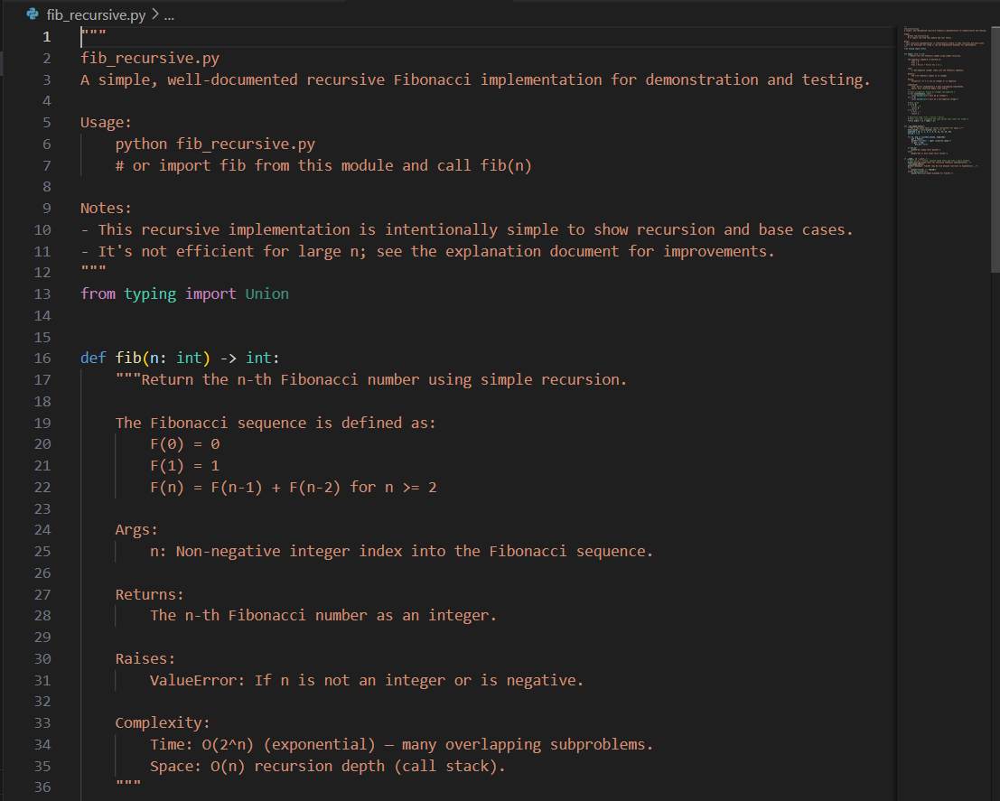 fib_recursive.py > ...
1 """
2 fib_recursive.py
3 A simple, well-documented recursive Fibonacci implementation for demonstration and testing.
4
5 Usage:
6     python fib_recursive.py
7     # or import fib from this module and call fib(n)
8
9 Notes:
10 - This recursive implementation is intentionally simple to show recursion and base cases.
11 - It's not efficient for large n; see the explanation document for improvements.
12 """
13 from typing import Union
14
15
16 def fib(n: int) -> int:
17     """Return the n-th Fibonacci number using simple recursion.
18
19     The Fibonacci sequence is defined as:
20         F(0) = 0
21         F(1) = 1
22         F(n) = F(n-1) + F(n-2) for n >= 2
23
24     Args:
25         n: Non-negative integer index into the Fibonacci sequence.
26
27     Returns:
28         The n-th Fibonacci number as an integer.
29
30     Raises:
31         ValueError: If n is not an integer or is negative.
32
33     Complexity:
34         Time: O(2^n) (exponential) — many overlapping subproblems.
35         Space: O(n) recursion depth (call stack).
36     """